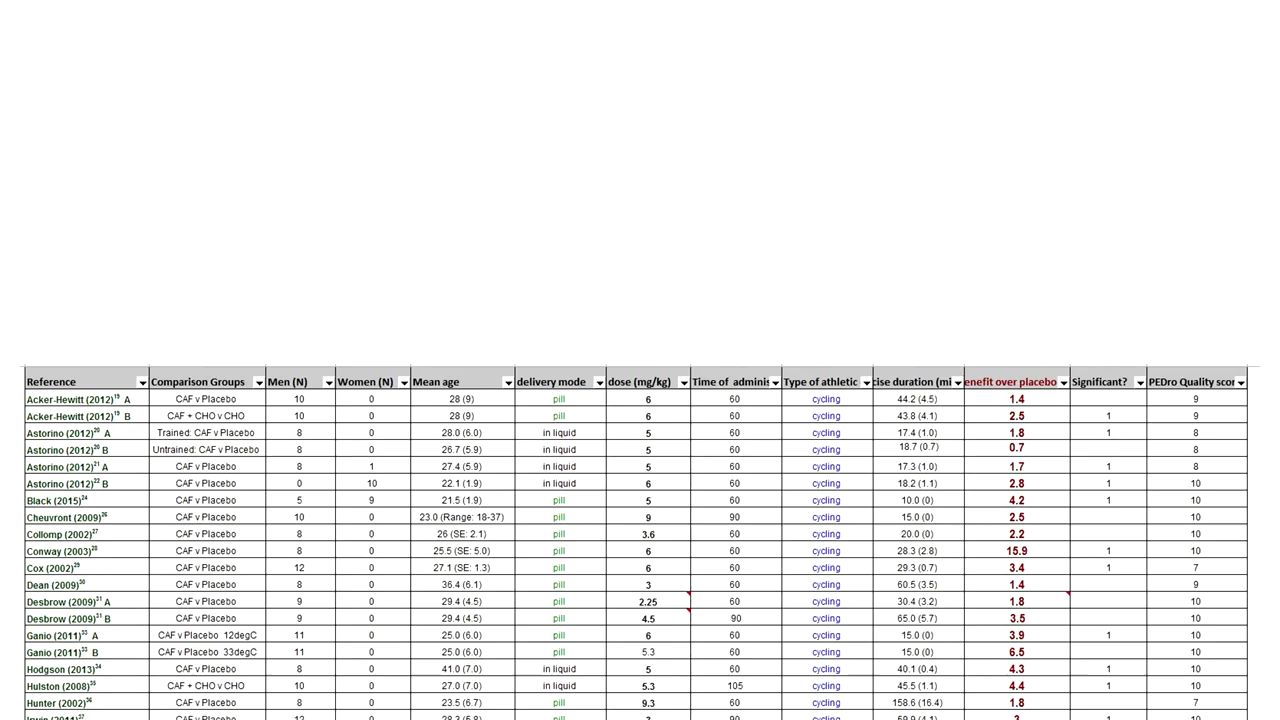 Reference Comparison Groups Men (N) Women (N) Mean age delivery mode dose (mg/kg) Time of adminis Type of athletic cise duration (mi enefit over placebo Significant? PEDro Quality scor
Acker-Hewitt (2012)19 A CAF v Placebo 10 0 28 (9) pill 6 60 cycling 44.2 (4.5) 1.4 9
Acker-Hewitt (2012)19 B CAF + CHO v CHO 10 0 28 (9) pill 6 60 cycling 43.8 (4.1) 2.5 1 9
Astorino (2012)20 A Trained: CAF v Placebo 8 0 28.0 (6.0) in liquid 5 60 cycling 17.4 (1.0) 1.8 1 8
Astorino (2012)20 B Untrained: CAF v Placebo 8 0 26.7 (5.9) in liquid 5 60 cycling 18.7 (0.7) 0.7 8
Astorino (2012)21 A CAF v Placebo 8 1 27.4 (5.9) in liquid 5 60 cycling 17.3 (1.0) 1.7 1 8
Astorino (2012)22 B CAF v Placebo 0 10 22.1 (1.9) in liquid 6 60 cycling 18.2 (1.1) 2.8 1 10
Black (2015)24 CAF v Placebo 5 9 21.5 (1.9) pill 5 60 cycling 10.0 (0) 4.2 1 10
Cheuvront (2009)26 CAF v Placebo 10 0 23.0 (Range: 18-37) pill 9 90 cycling 15.0 (0) 2.5 10
Collomp (2002)27 CAF v Placebo 8 0 26 (SE: 2.1) pill 3.6 60 cycling 20.0 (0) 2.2 10
Conway (2003)28 CAF v Placebo 8 0 25.5 (SE: 5.0) pill 6 60 cycling 28.3 (2.8) 15.9 1 10
Cox (2002)29 CAF v Placebo 12 0 27.1 (SE: 1.3) pill 6 60 cycling 29.3 (0.7) 3.4 1 7
Dean (2009)30 CAF v Placebo 8 0 36.4 (6.1) pill 3 60 cycling 60.5 (3.5) 1.4 9
Desbrow (2009)31 A CAF v Placebo 9 0 29.4 (4.5) pill 2.25 60 cycling 30.4 (3.2) 1.8 10
Desbrow (2009)31 B CAF v Placebo 9 0 29.4 (4.5) pill 4.5 90 cycling 65.0 (5.7) 3.5 10
Ganio (2011)33 A CAF v Placebo 12degC 11 0 25.0 (6.0) pill 6 60 cycling 15.0 (0) 3.9 1 10
Ganio (2011)33 B CAF v Placebo 33degC 11 0 25.0 (6.0) pill 5.3 60 cycling 15.0 (0) 6.5 10
Hodgson (2013)34 CAF v Placebo 8 0 41.0 (7.0) in liquid 5 60 cycling 40.1 (0.4) 4.3 1 10
Hulston (2008)35 CAF + CHO v CHO 10 0 27.0 (7.0) in liquid 5.3 105 cycling 45.5 (1.1) 4.4 1 10
Hunter (2002)36 CAF v Placebo 8 0 23.5 (6.7) pill 9.3 60 cycling 158.6 (16.4) 1.8 7